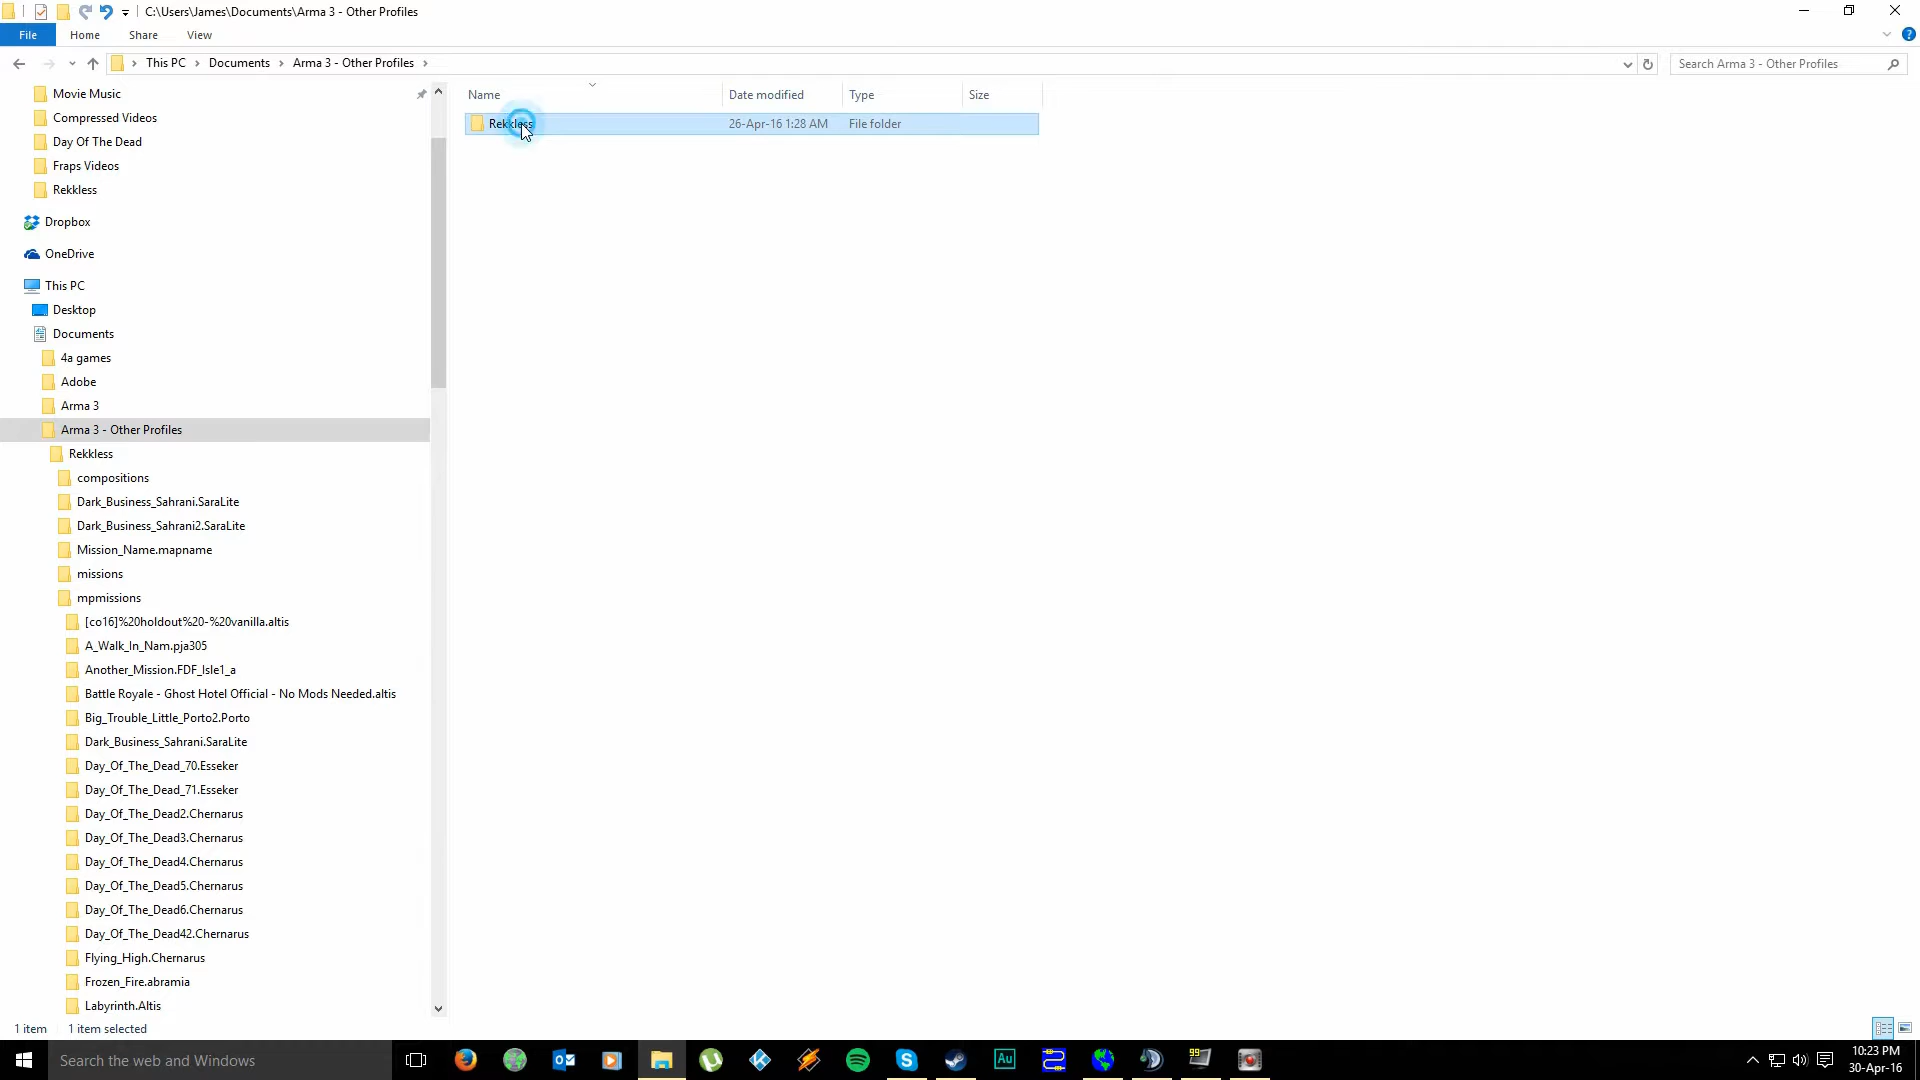 C:\Users\James\Documents\Arma 3 - Other Profiles
File Home Share View
This PC Documents Arma 3 - Other Profiles
Search Arma 3 - Other Profiles
Movie Music
Compressed Videos
Day Of The Dead
Fraps Videos
Rekkless
Dropbox
OneDrive
This PC
Desktop
Documents
4a games
Adobe
Arma 3
Arma 3 - Other Profiles
Rekkless
compositions
Dark_Business_Sahrani.SaraLite
Dark_Business_Sahrani2.SaraLite
Mission_Name.mapname
missions
mpmissions
[co16]%20holdout%20-%20vanilla.altis
A_Walk_In_Nam.pja305
Another_Mission.FDF_Isle1_a
Battle Royale - Ghost Hotel Official - No Mods Needed.altis
Big_Trouble_Little_Porto2.Porto
Dark_Business_Sahrani.SaraLite
Day_Of_The_Dead_70.Esseker
Day_Of_The_Dead_71.Esseker
Day_Of_The_Dead2.Chernarus
Day_Of_The_Dead3.Chernarus
Day_Of_The_Dead4.Chernarus
Day_Of_The_Dead5.Chernarus
Day_Of_The_Dead6.Chernarus
Day_Of_The_Dead42.Chernarus
Flying_High.Chernarus
Frozen_Fire.abramia
Labyrinth.Altis
Name Date modified Type Size
Rekkless 26-Apr-16 1:28 AM File folder
1 item 1 item selected
Search the web and Windows
Au
99
10:23 PM
30-Apr-16